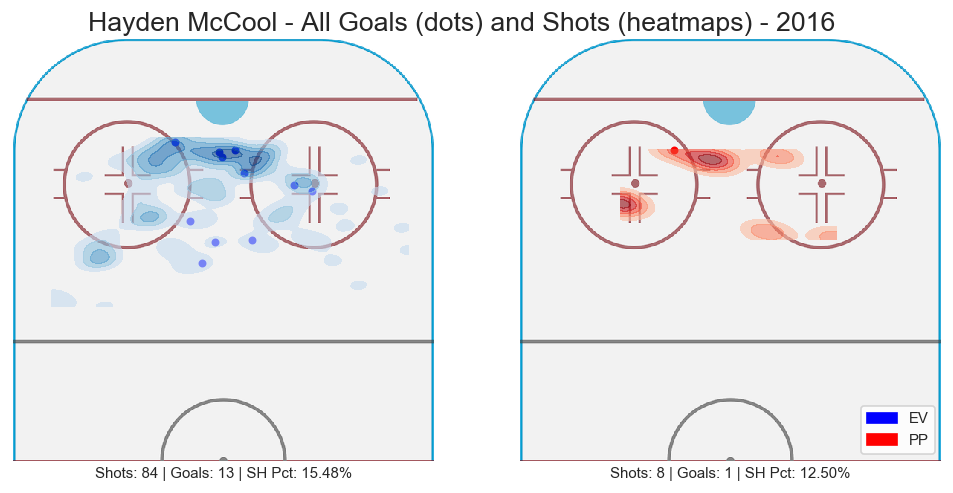 Hayden McCool - All Goals (dots) and Shots (heatmaps) - 2016
EV
PP
Shots: 84 | Goals: 13 | SH Pct: 15.48%
Shots: 8 | Goals: 1 | SH Pct: 12.50%